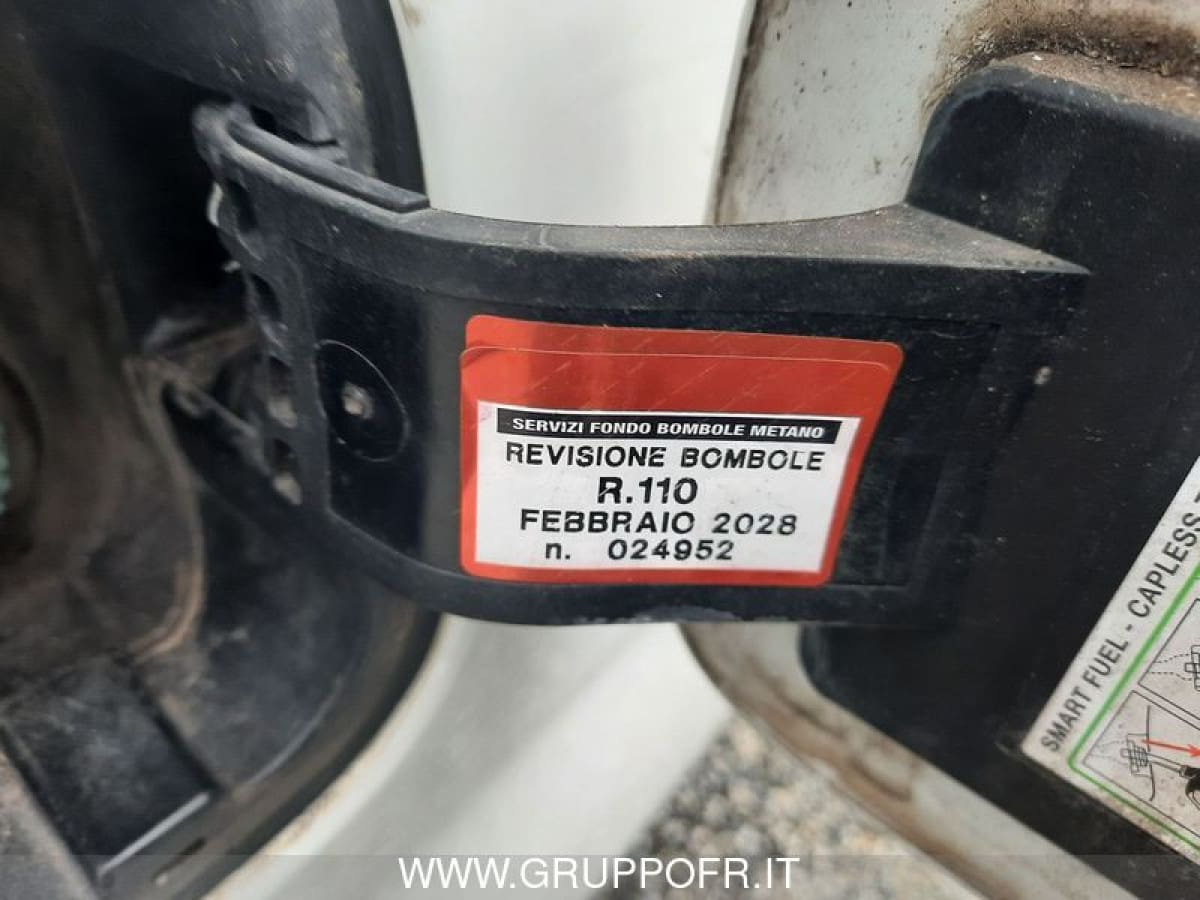 SERVIZI FONDO BOMBOLE METANO
REVISIONE BOMBOLE
R.110
FEBBRAIO 2028
n. 024952
SMART FUEL - CAPLESS
WWW.GRUPPOFR.IT